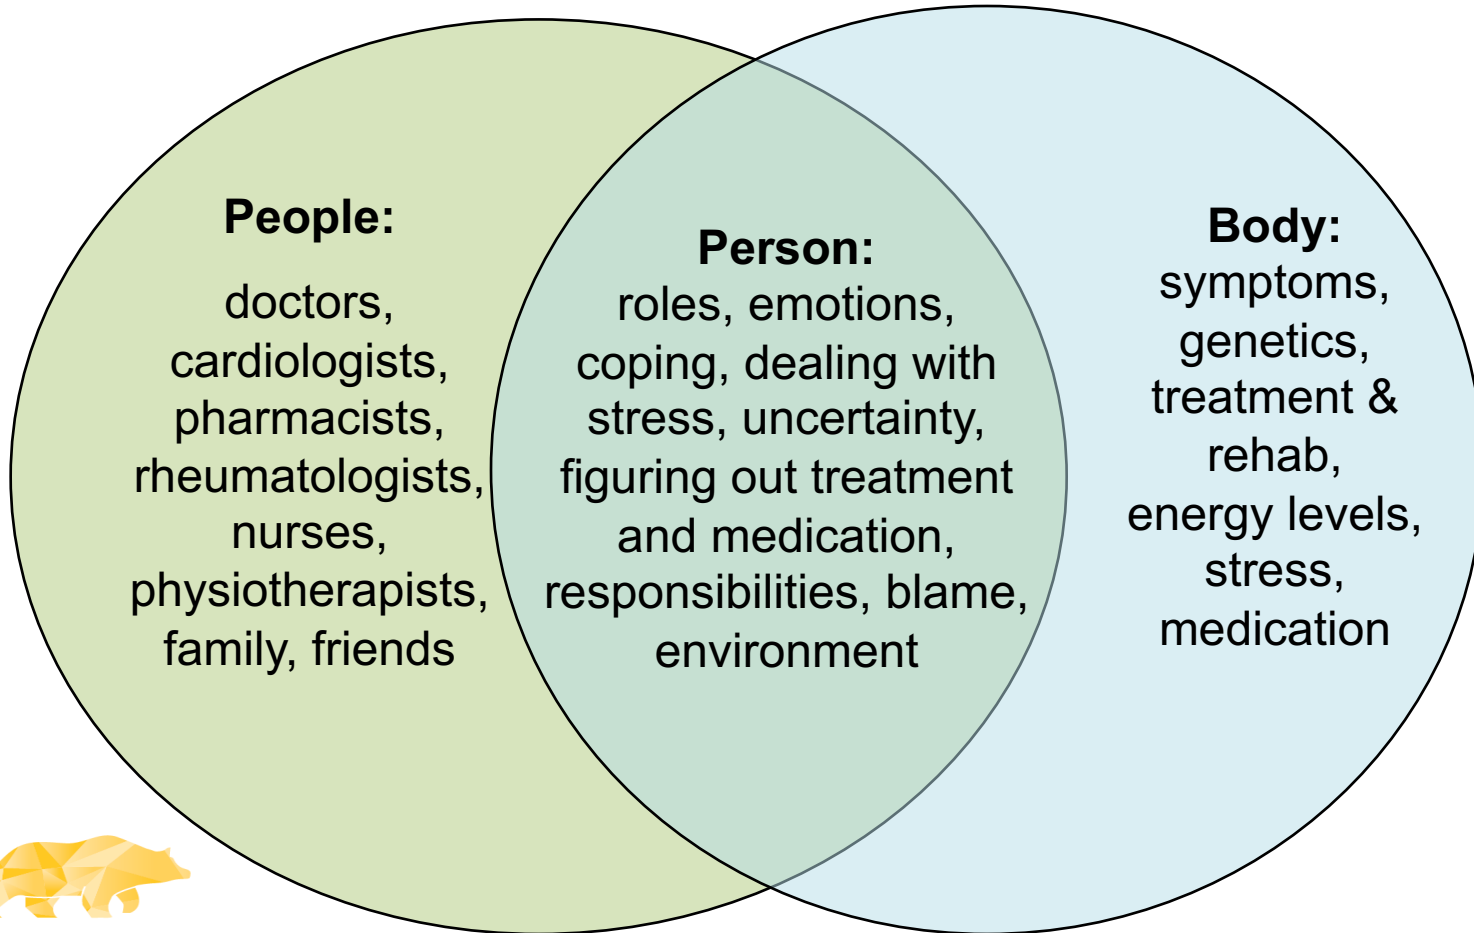 People:
doctors,
cardiologists,
pharmacists,
rheumatologists,
nurses,
physiotherapists,
family, friends
Person:
roles, emotions,
coping, dealing with
stress, uncertainty,
figuring out treatment
and medication,
responsibilities, blame,
environment
Body:
symptoms,
genetics,
treatment &
rehab,
energy levels,
stress,
medication